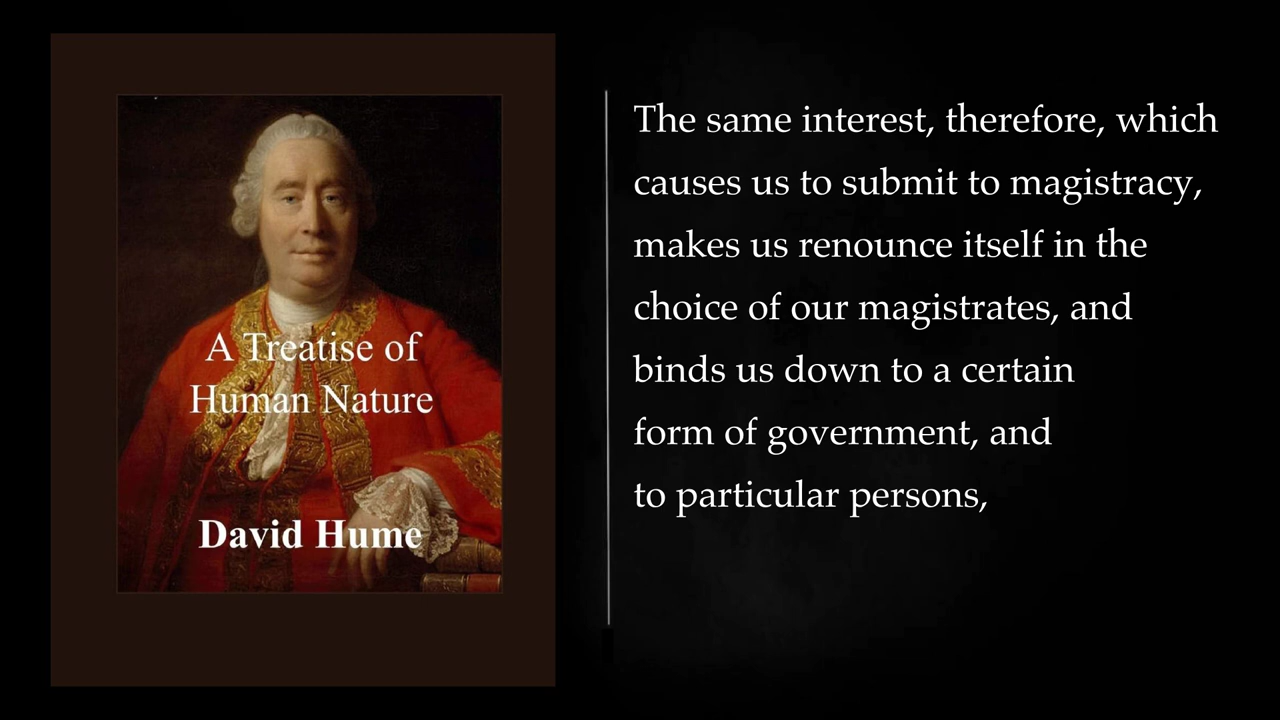 A Treatise of
Human Nature
David Hume
The same interest, therefore, which
causes us to submit to magistracy,
makes us renounce itself in the
choice of our magistrates, and
binds us down to a certain
form of government, and
to particular persons,